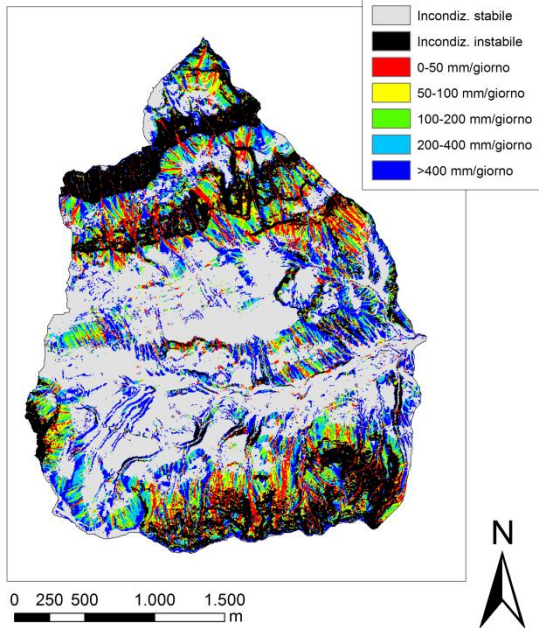 Incondiz. stabile
Incondiz. instabile
0-50 mm/giorno
50-100 mm/giorno
100-200 mm/giorno
200-400 mm/giorno
>400 mm/giorno
N
0 250 500 1.000 1.500
m